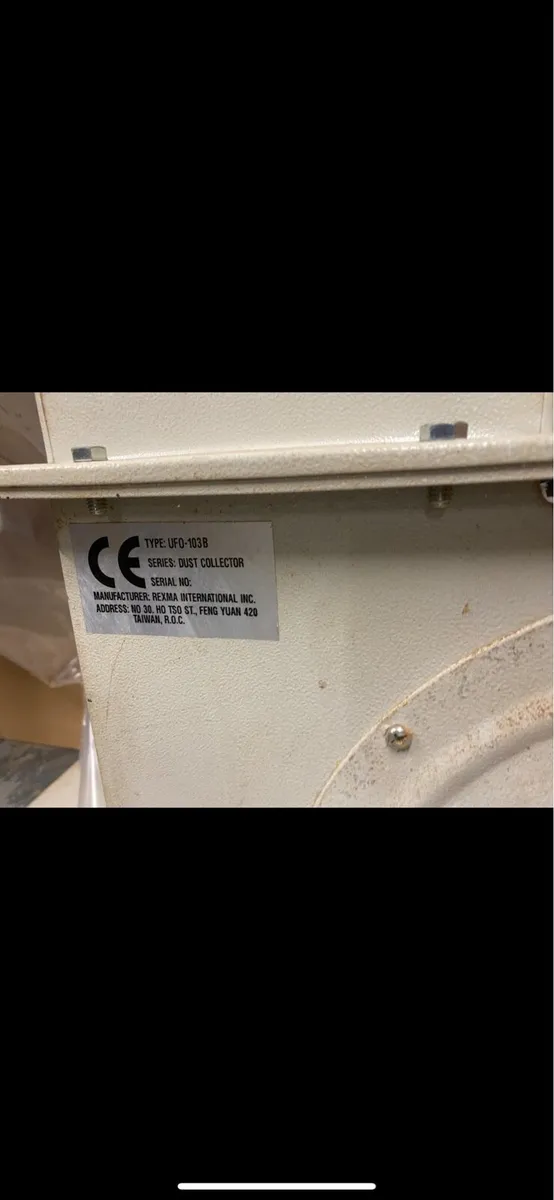 CE
TYPE: UFO-103B
SERIES: DUST COLLECTOR
SERIAL NO:
MANUFACTURER: REXMA INTERNATIONAL INC.
ADDRESS: NO 30. HO TSO ST., FENG YUAN 420
TAIWAN, R.O.C.